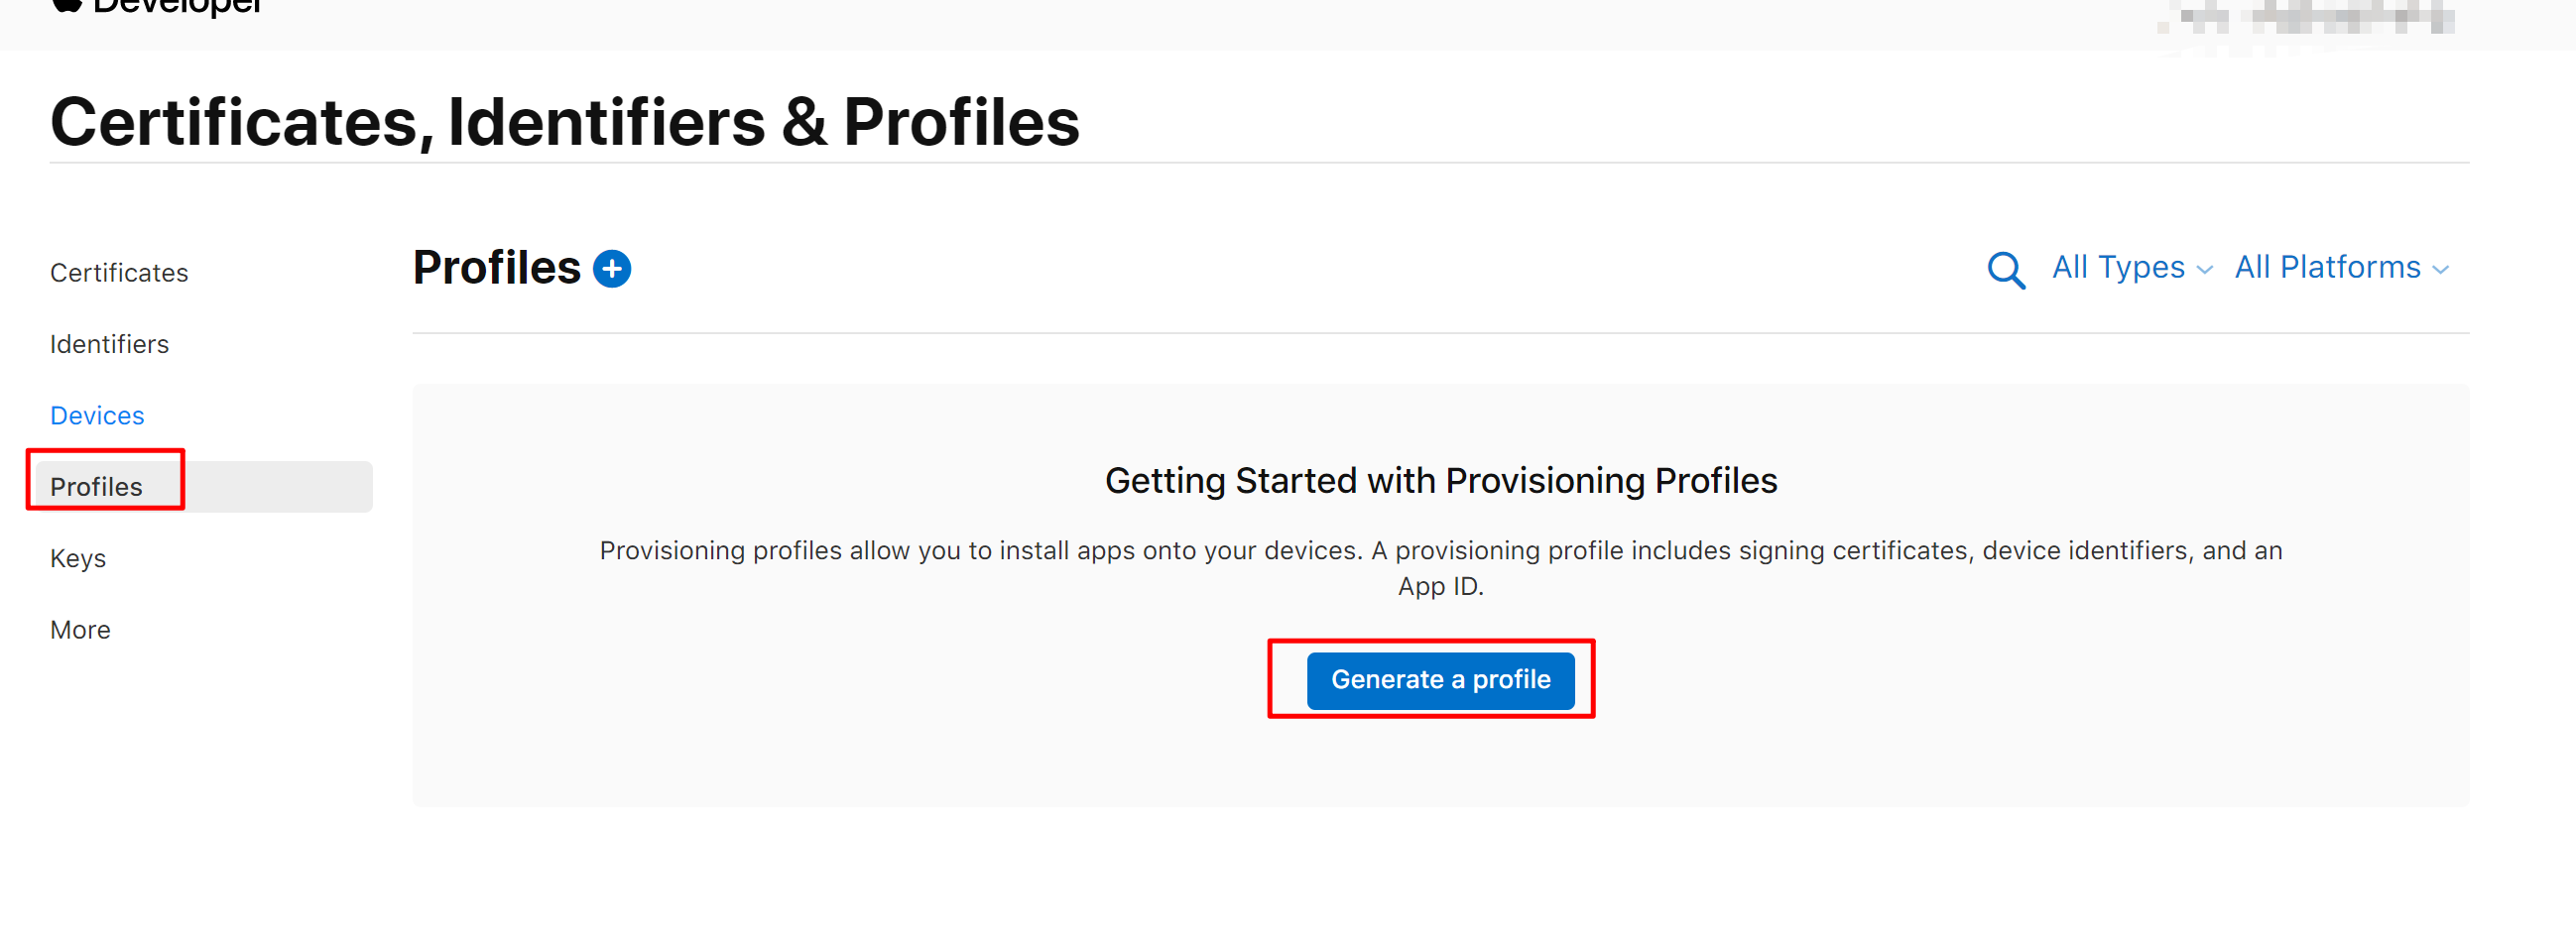 Developer
Certificates, Identifiers & Profiles
Certificates
Identifiers
Devices
Profiles
Keys
More
Profiles
All Types
All Platforms
Getting Started with Provisioning Profiles
Provisioning profiles allow you to install apps onto your devices. A provisioning profile includes signing certificates, device identifiers, and an
App ID.
Generate a profile